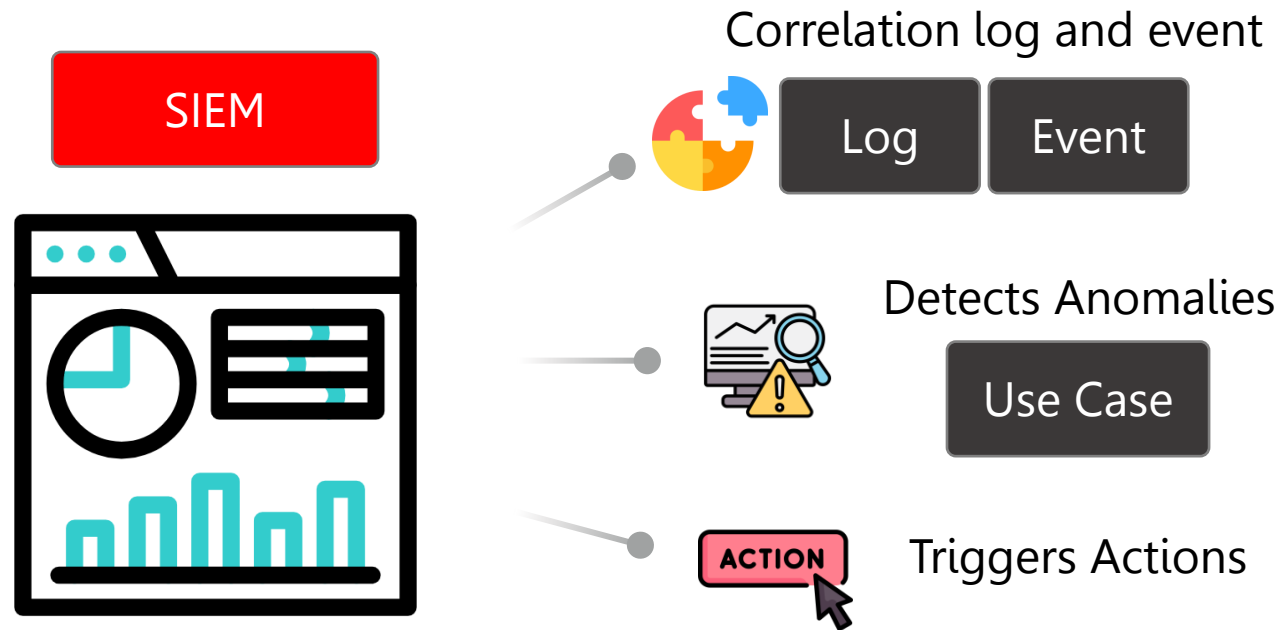 SIEM
Correlation log and event
Log
Event
Detects Anomalies
Use Case
ACTION
Triggers Actions